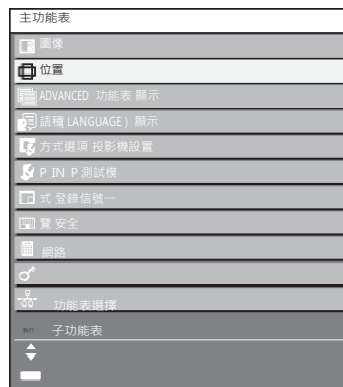 主功能表
圖像
位置
ADVANCED 功能表 顯示
語種( LANGUAGE ) 顯示
方式選項 投影機設置
P IN P 測試模
式 登錄信號一
覽 安全
網路
功能表選擇
子功能表